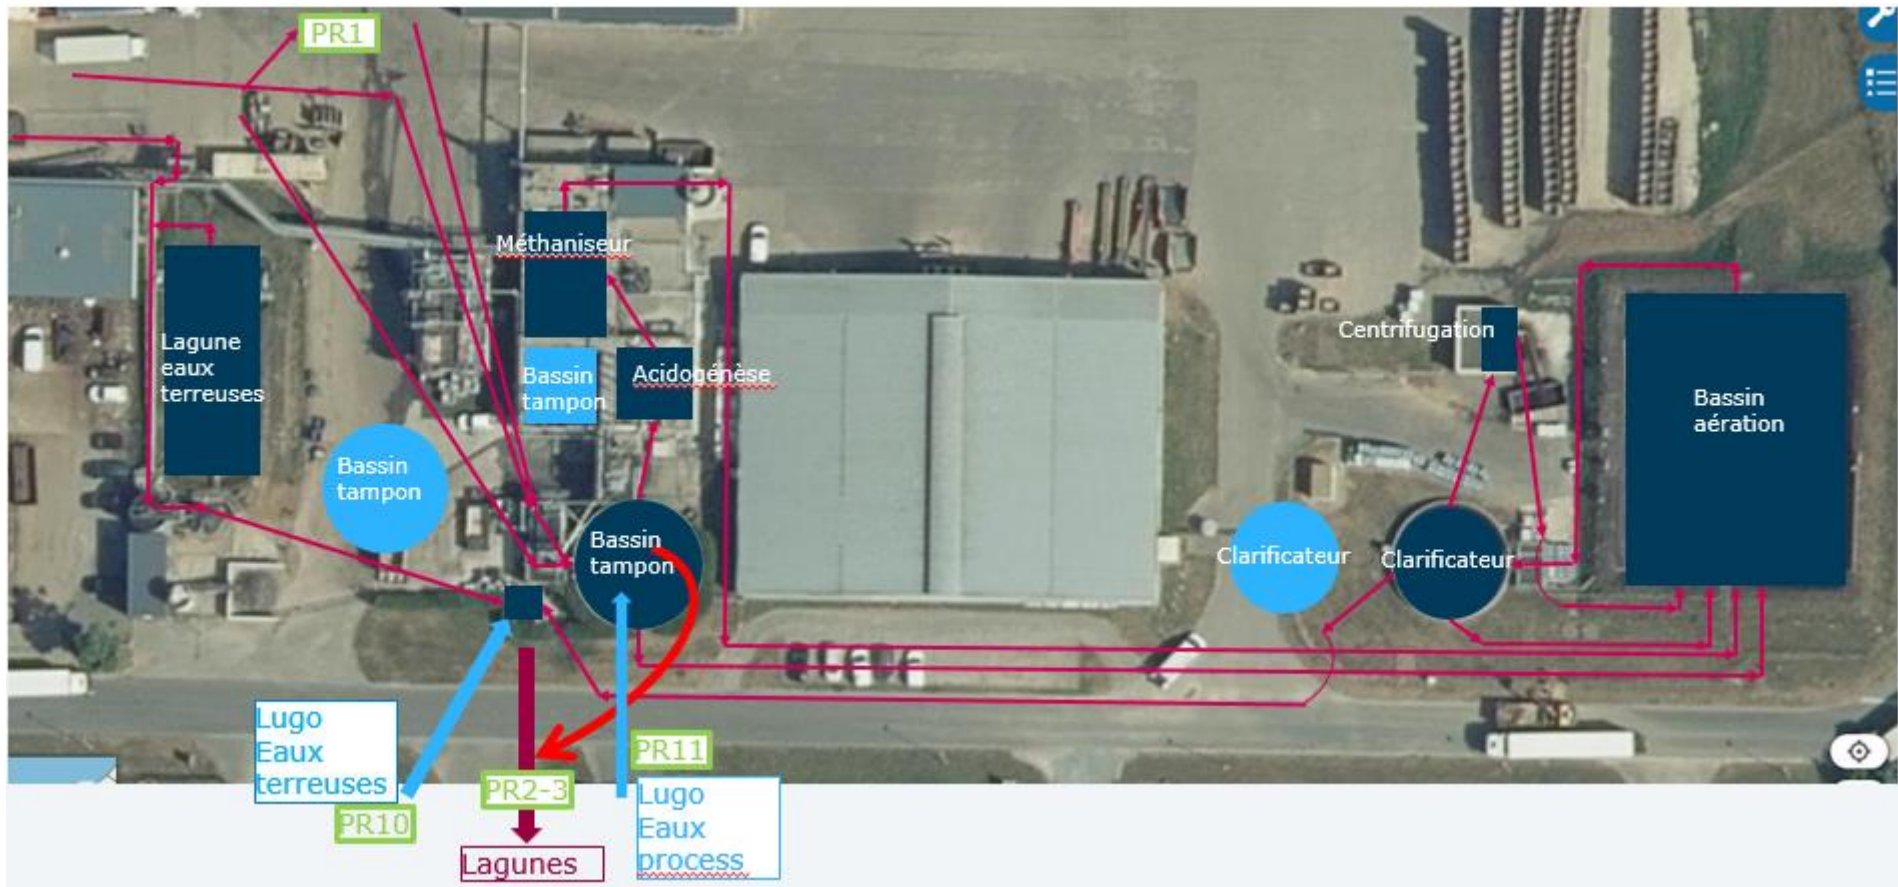 PR1
Méthaniseur
Lagune
eaux
terreuses
Bassin
tampon
Acidogénèse
Centrifugation
Bassin
aération
Bassin
tampon
Bassin
tampon
Clarificateur
Clarificateur
Lugo
Eaux
terreuses
PR10
PR2-3
Lagunes
PR11
Lugo
Eaux
process